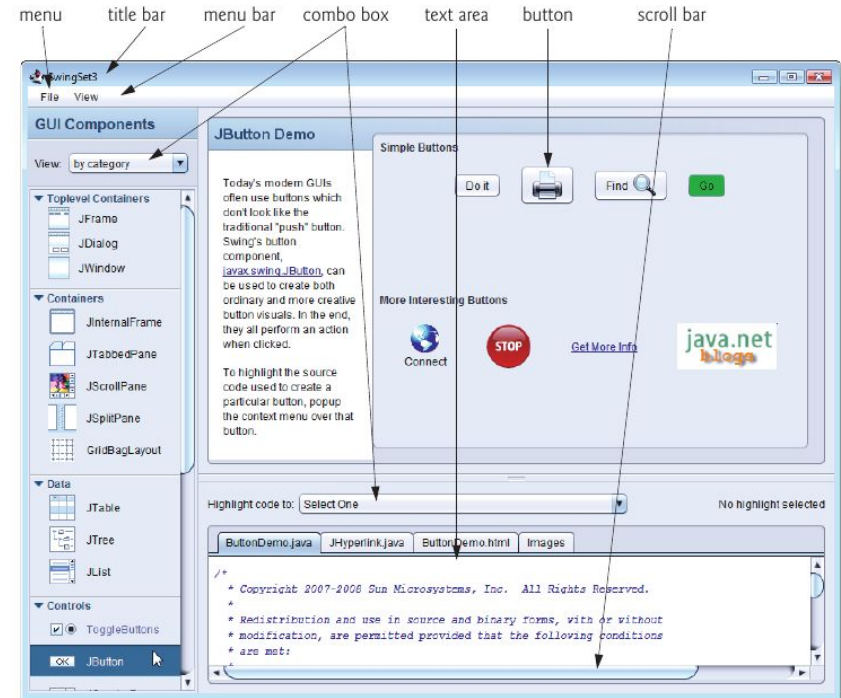 menu title bar menu bar combo box text area button scroll bar
SwingSet3
File View
GUI Components
View: by category
Toplevel Containers
JFrame
JDialog
JWindow
Containers
JInternalFrame
JTabbedPane
JScrollPane
JSplitPane
GridBagLayout
Data
JTable
JTree
JList
Controls
ToggleButtons
OK JButton
JButton Demo
Today's modern GUIs
often use buttons which
don't look like the
traditional "push" button.
Swing's button
component,
javax.swing.JButton, can
be used to create both
ordinary and more creative
button visuals. In the end,
they all perform an action
when clicked.
To highlight the source
code used to create a
particular button, popup
the context menu over that
button.
Simple Buttons
Do it Find Go
More Interesting Buttons
Connect STOP Get More Info java.net
blogs
Highlight code to: Select One No highlight selected
ButtonDemo.java JHyperlink.java ButtonDemo.html Images
/*
* Copyright 2007-2008 Sun Microsystems, Inc. All Rights Reserved.
*
* Redistribution and use in source and binary forms, with or without
* modification, are permitted provided that the following conditions
* are met:
*